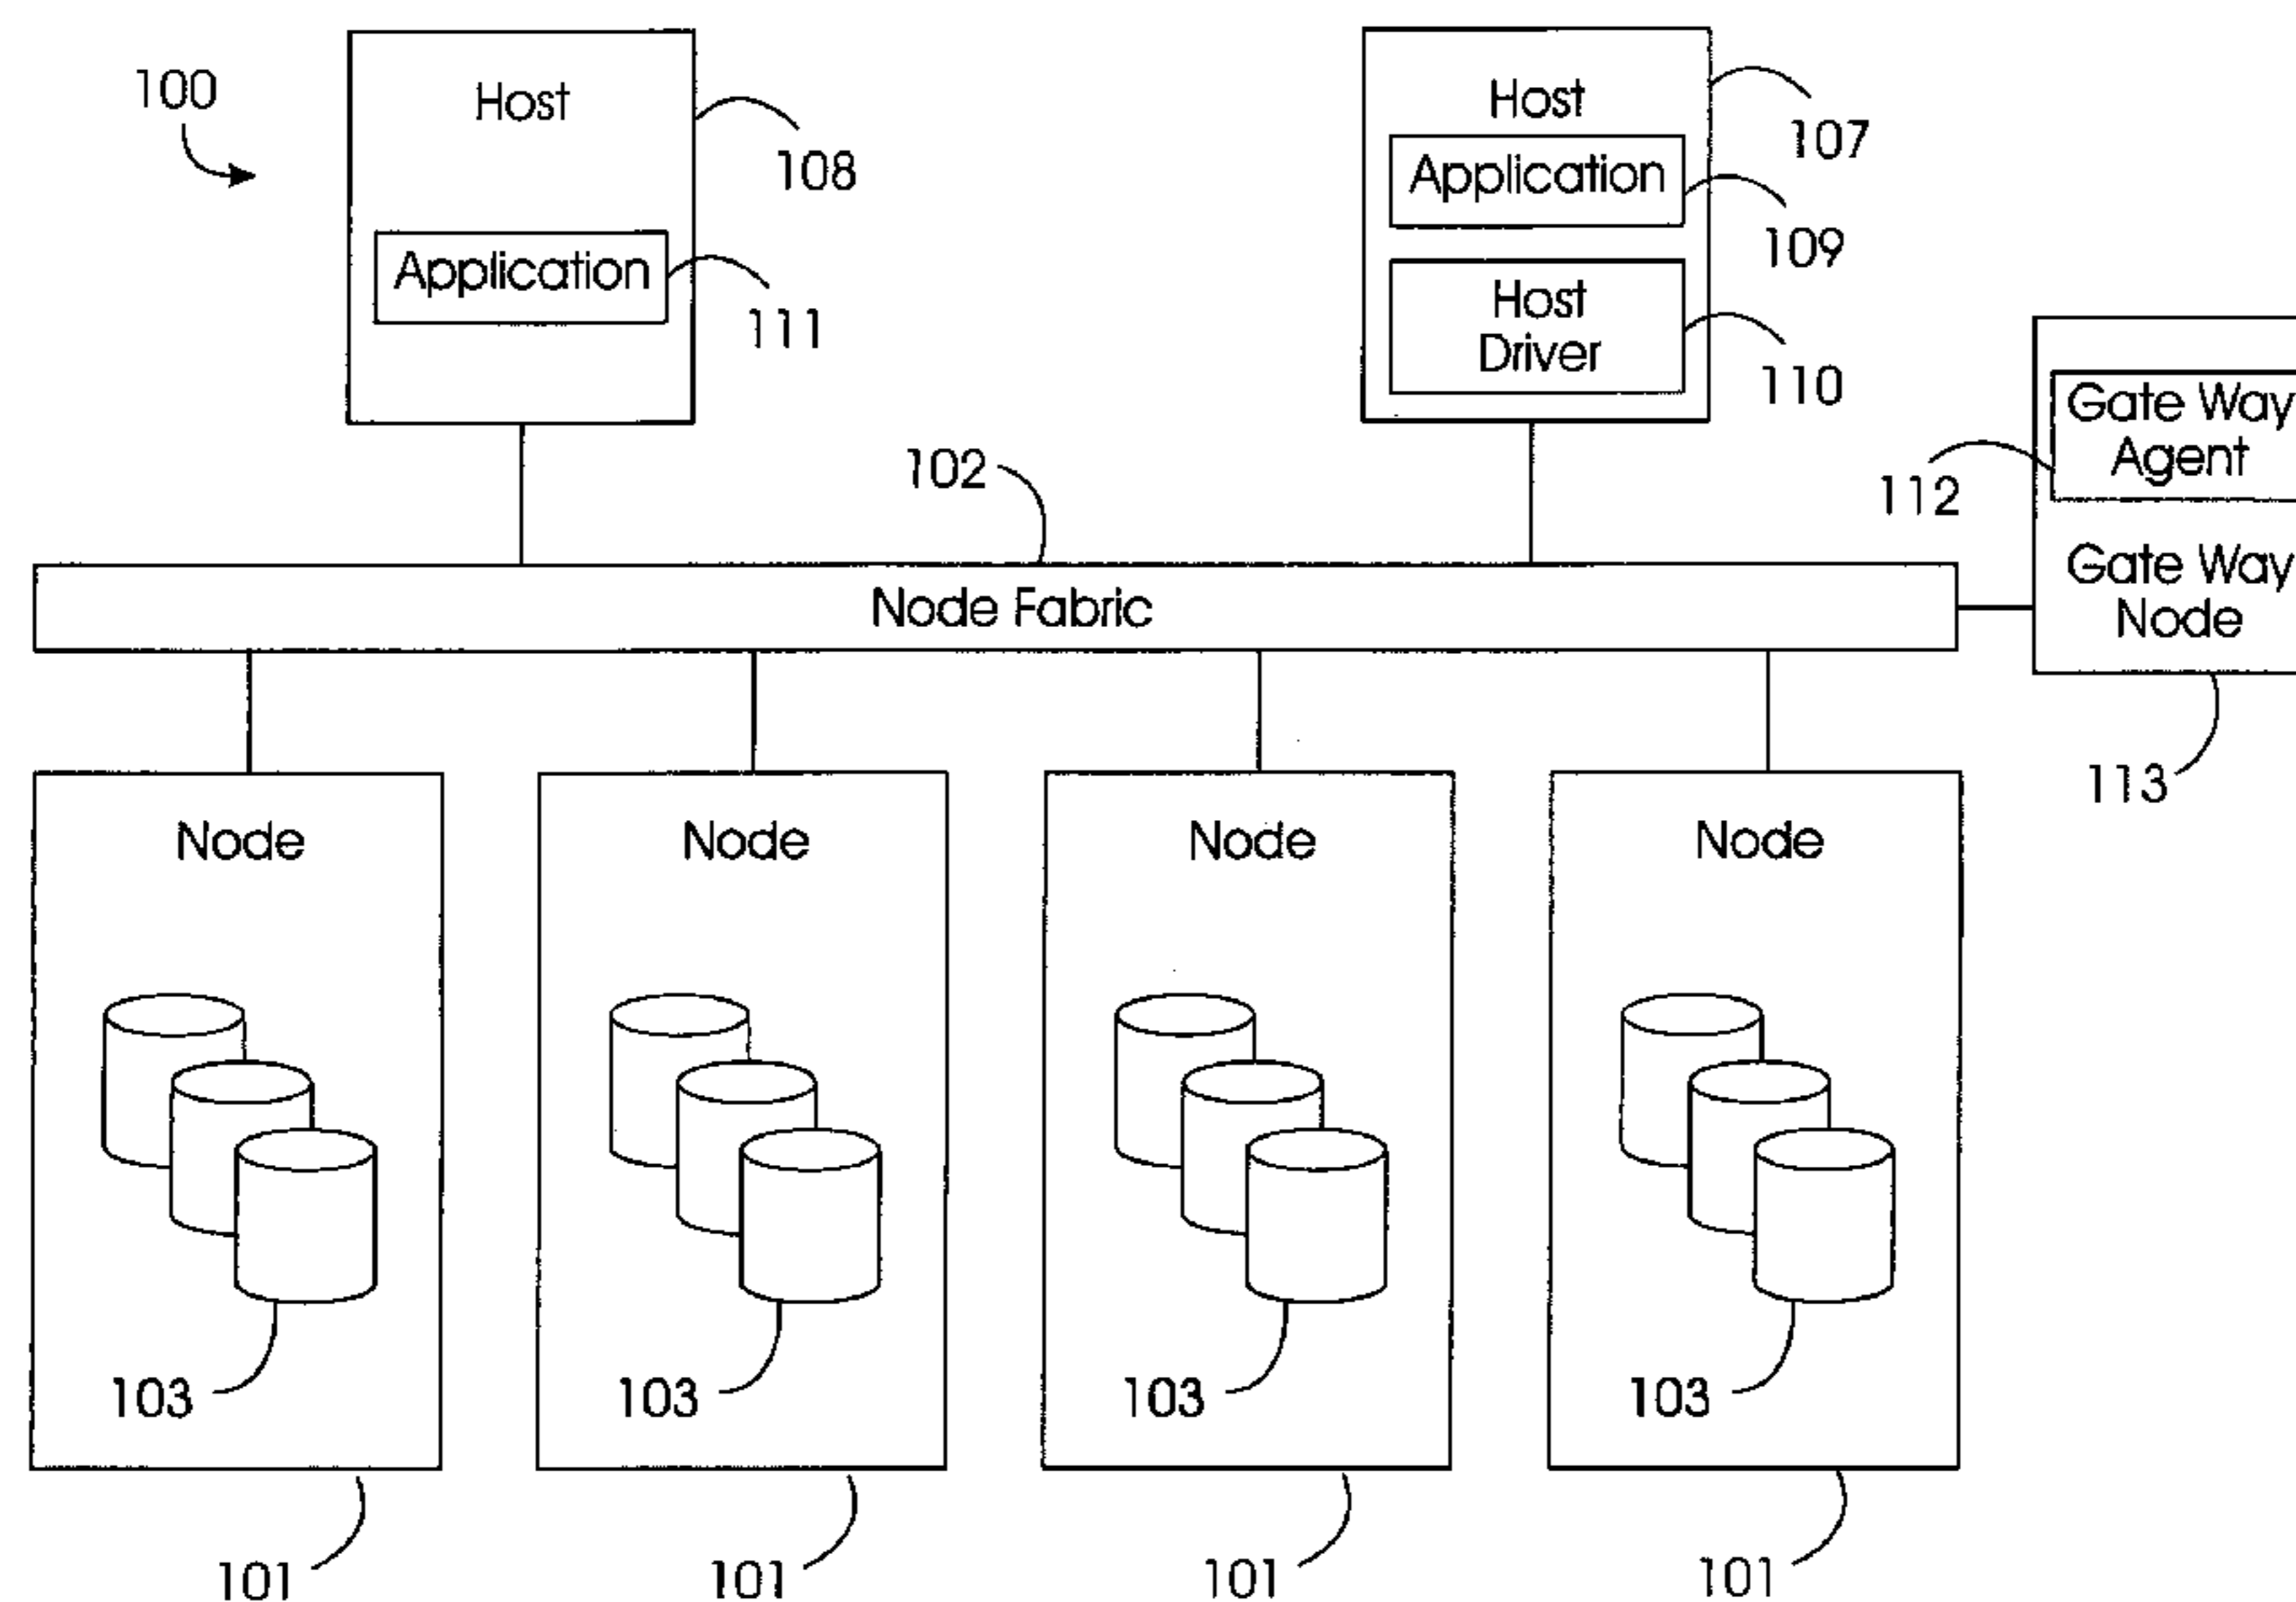 100
Host
108
Application
111
Host
107
Application
109
Host
Driver
110
102
Gate Way
Agent
112
Node Fabric
Gate Way
Node
113
Node
Node
Node
Node
103
103
103
103
101
101
101
101